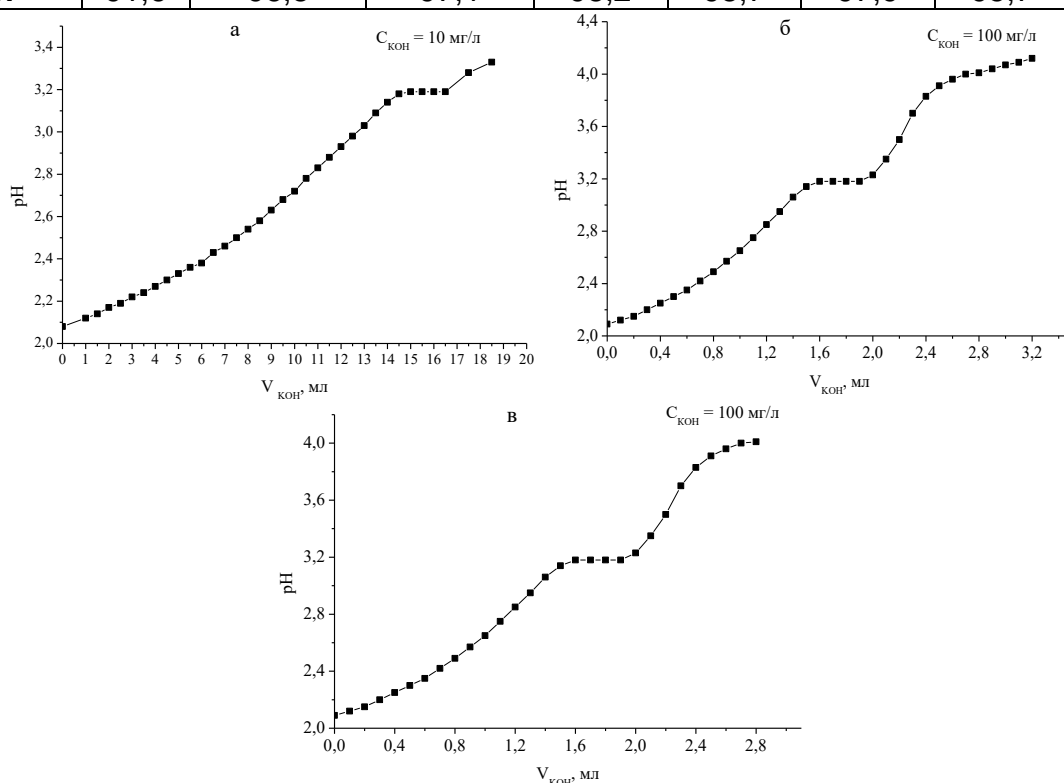 а
C_KOH = 10 мг/л
3,4
3,2
3,0
2,8
2,6
2,4
2,2
2,0
pH
0 1 2 3 4 5 6 7 8 9 10 11 12 13 14 15 16 17 18 19 20
V_KOH, мл
б
C_KOH = 100 мг/л
4,4
4,0
3,6
3,2
2,8
2,4
2,0
pH
0,0 0,4 0,8 1,2 1,6 2,0 2,4 2,8 3,2
V_KOH, мл
в
C_KOH = 100 мг/л
4,0
3,6
3,2
2,8
2,4
2,0
pH
0,0 0,4 0,8 1,2 1,6 2,0 2,4 2,8
V_KOH, мл